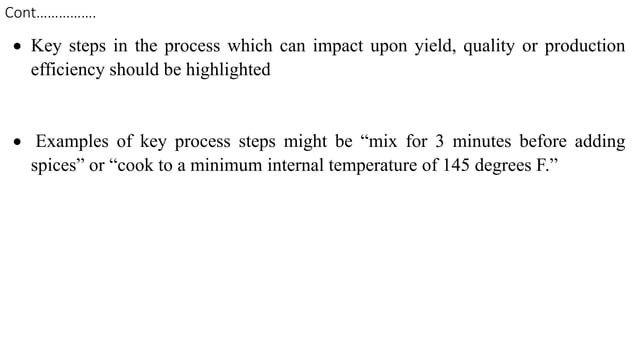 Cont……………..
• Key steps in the process which can impact upon yield, quality or production
efficiency should be highlighted
• Examples of key process steps might be “mix for 3 minutes before adding
spices” or “cook to a minimum internal temperature of 145 degrees F.”